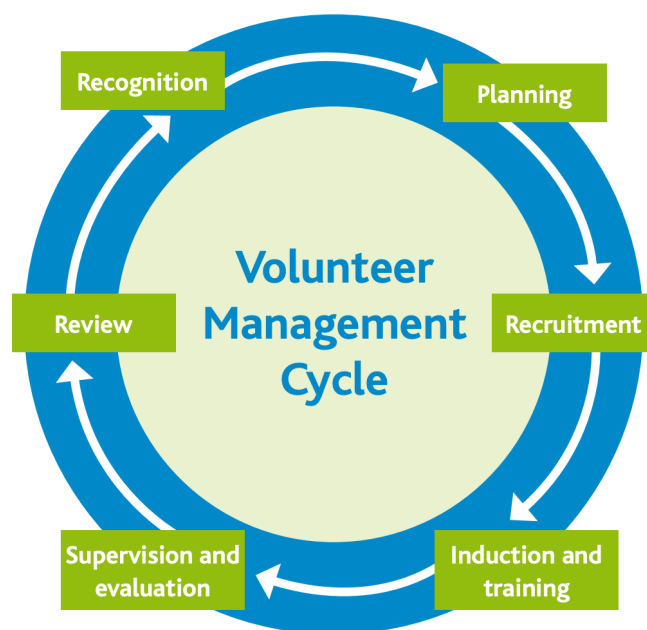 Recognition
Planning
Volunteer
Management
Cycle
Review
Recruitment
Supervision and
evaluation
Induction and
training